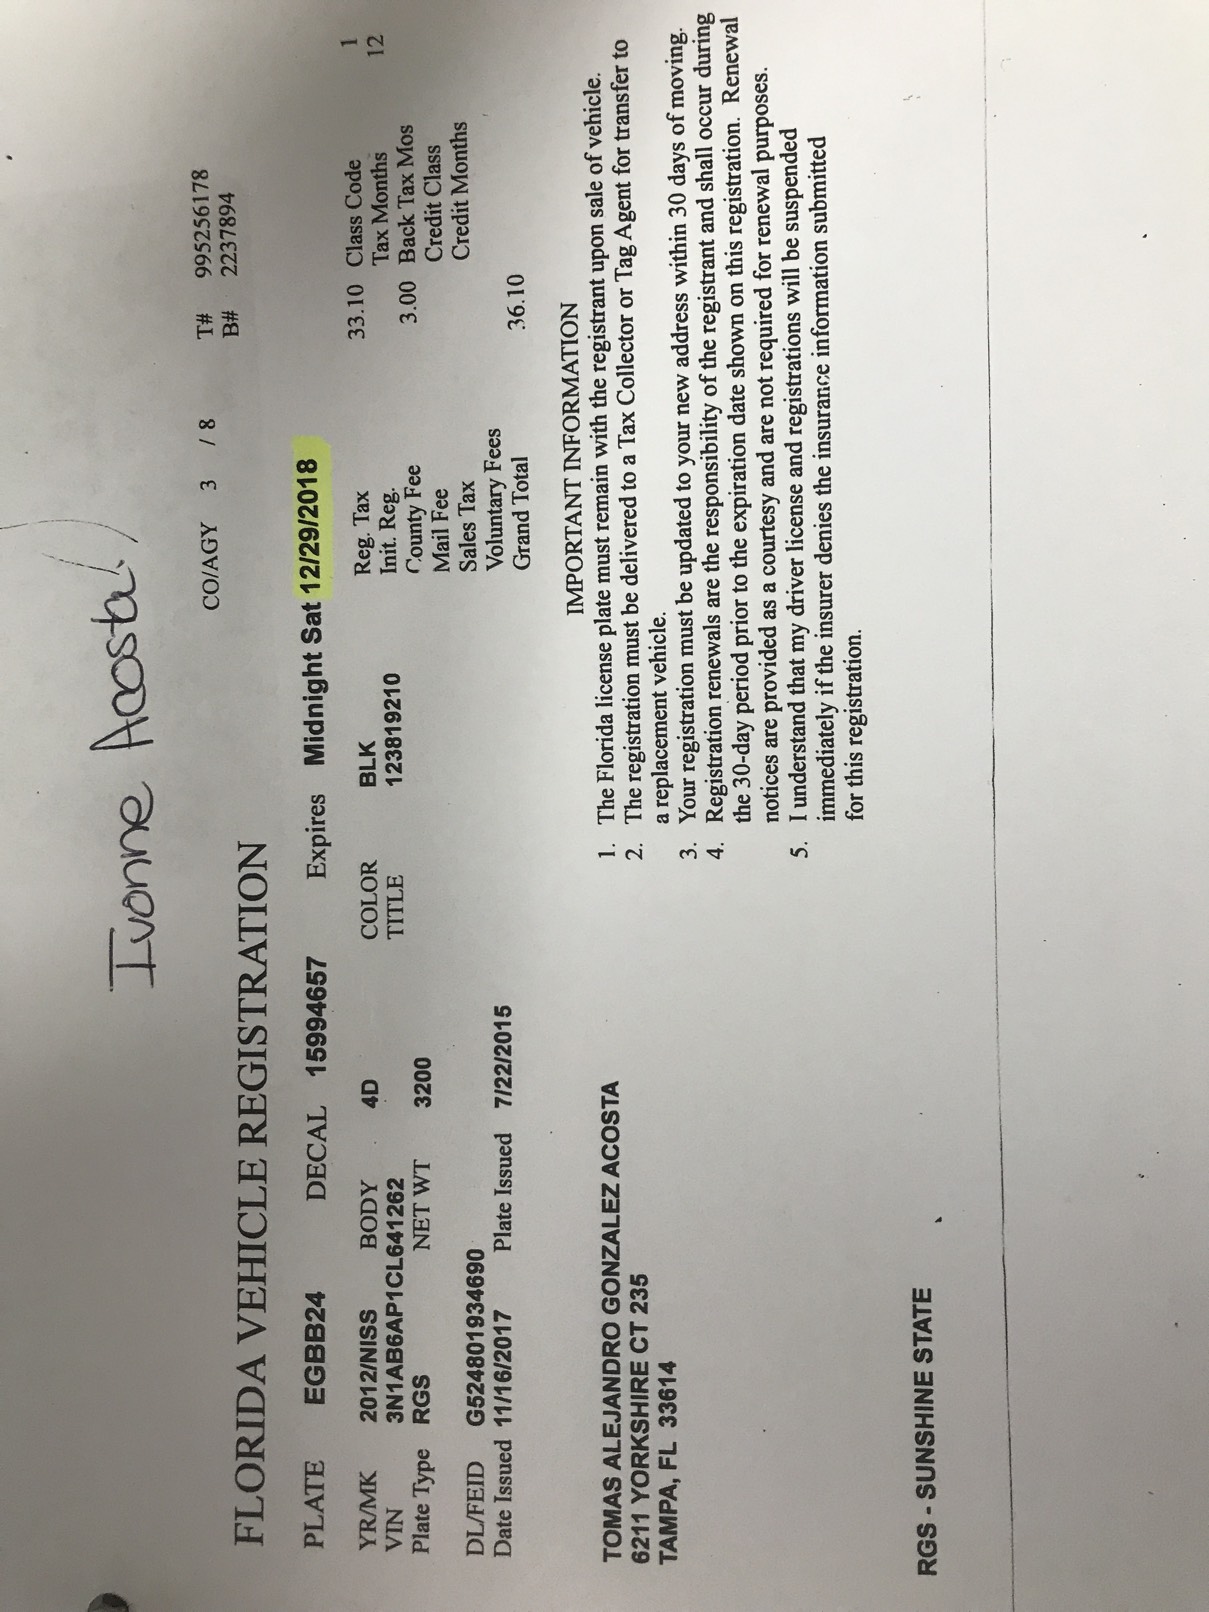 Ivonne Acosta!)
CO/AGY 3 / 8 T# 995256178
B# 2237894
FLORIDA VEHICLE REGISTRATION
PLATE EGBB24 DECAL 15994657 Expires Midnight Sat 12/29/2018
YR/MK 2012/NISS BODY 4D COLOR BLK Reg. Tax 33.10 Class Code 1
VIN 3N1AB6AP1CL641262 TITLE 123819210 Init. Reg. Tax Months 12
Plate Type RGS NET WT 3200 County Fee 3.00 Back Tax Mos
Mail Fee Credit Class
DL/FEID G524801934690 Sales Tax Credit Months
Date Issued 11/16/2017 Plate Issued 7/22/2015 Voluntary Fees
Grand Total 36.10
IMPORTANT INFORMATION
1. The Florida license plate must remain with the registrant upon sale of vehicle.
2. The registration must be delivered to a Tax Collector or Tag Agent for transfer to
a replacement vehicle.
3. Your registration must be updated to your new address within 30 days of moving.
4. Registration renewals are the responsibility of the registrant and shall occur during
the 30-day period prior to the expiration date shown on this registration. Renewal
notices are provided as a courtesy and are not required for renewal purposes.
5. I understand that my driver license and registrations will be suspended
immediately if the insurer denies the insurance information submitted
for this registration.
TOMAS ALEJANDRO GONZALEZ ACOSTA
6211 YORKSHIRE CT 235
TAMPA, FL 33614
RGS - SUNSHINE STATE